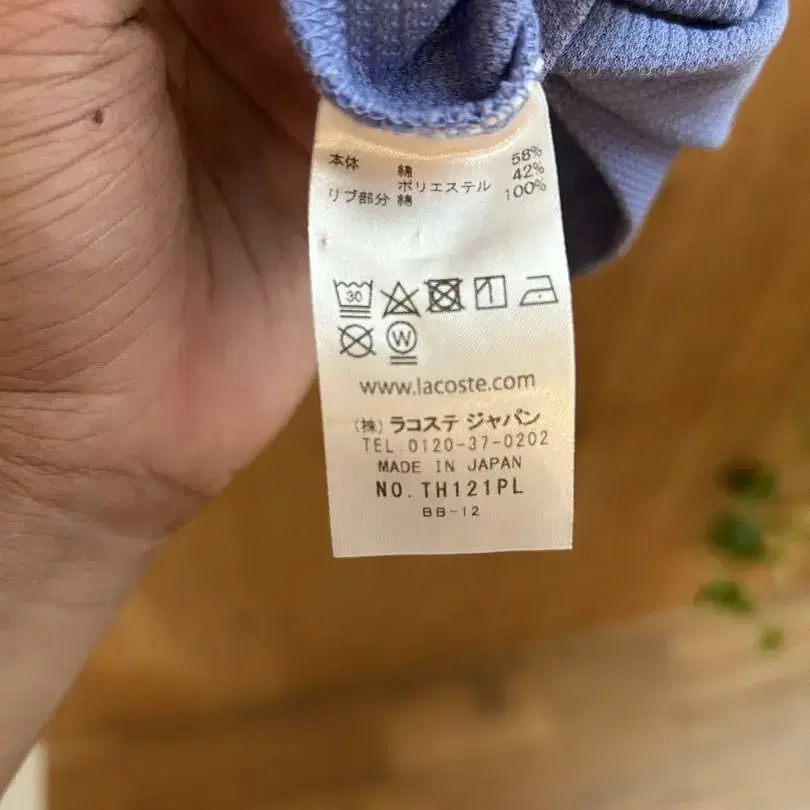 本体 綿 58%
ポリエステル 42%
リブ部分 綿 100%
30
W
www.lacoste.com
(株) ラコステ ジャパン
TEL.0120-37-0202
MADE IN JAPAN
NO. TH121PL
BB-12